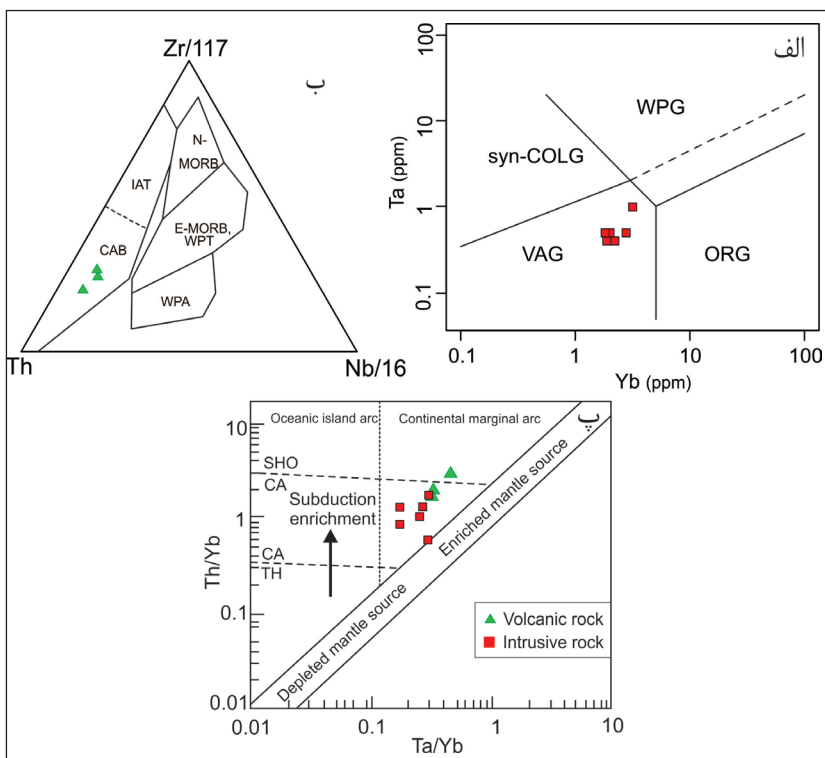 Zr/117
ب
N-
MORB
IAT
E-MORB,
WPT
CAB
WPA
Th
Nb/16
الف
100
10
1
0.1
Ta (ppm)
WPG
syn-COLG
VAG
ORG
0.1
1
10
100
Yb (ppm)
پ
Oceanic island arc
Continental marginal arc
10
1
0.1
0.01
Th/Yb
SHO
CA
Subduction
enrichment
CA
TH
Enriched mantle source
Depleted mantle source
Volcanic rock
Intrusive rock
0.01
0.1
1
10
Ta/Yb